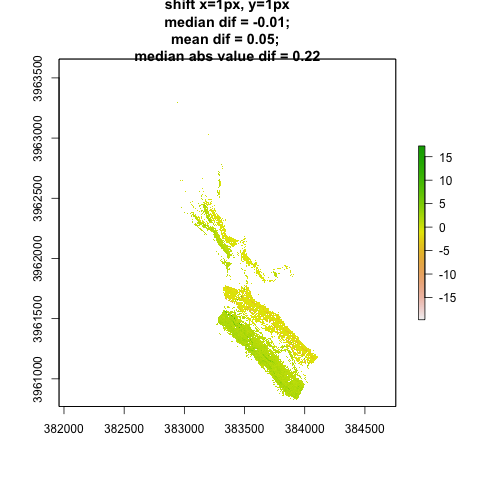 shift x=1px, y=1px
median dif = -0.01;
mean dif = 0.05;
median abs value dif = 0.22
3963500
3963000
3962500
3962000
3961500
3961000
382000 382500 383000 383500 384000 384500
15
10
5
0
-5
-10
-15